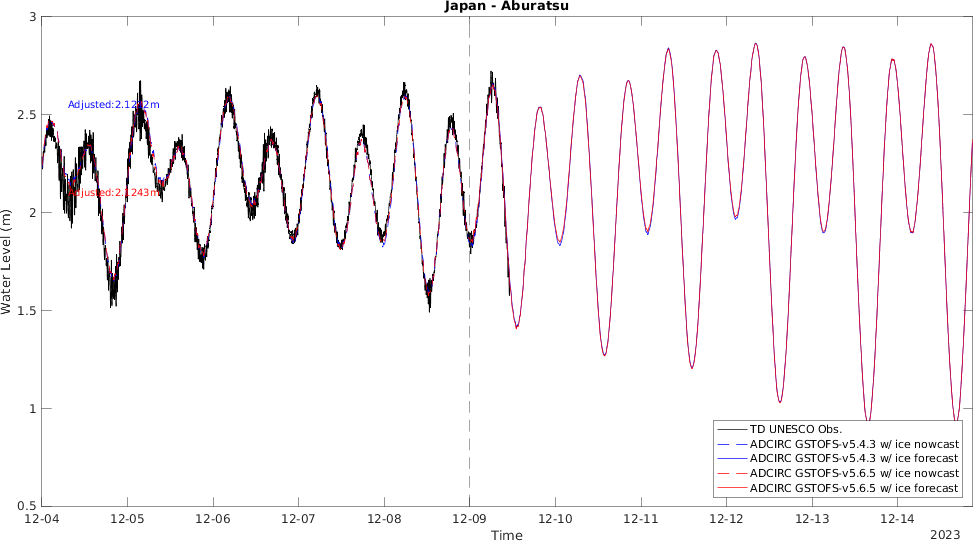 Japan - Aburatsu
3
2.5
2
1.5
1
0.5
Water Level (m)
Adjusted:2.1242m
Adjusted:2.1243m
TD UNESCO Obs.
ADCIRC GSTOFS-v5.4.3 w/ ice nowcast
ADCIRC GSTOFS-v5.4.3 w/ ice forecast
ADCIRC GSTOFS-v5.6.5 w/ ice nowcast
ADCIRC GSTOFS-v5.6.5 w/ ice forecast
12-04 12-05 12-06 12-07 12-08 12-09 12-10 12-11 12-12 12-13 12-14
Time
2023